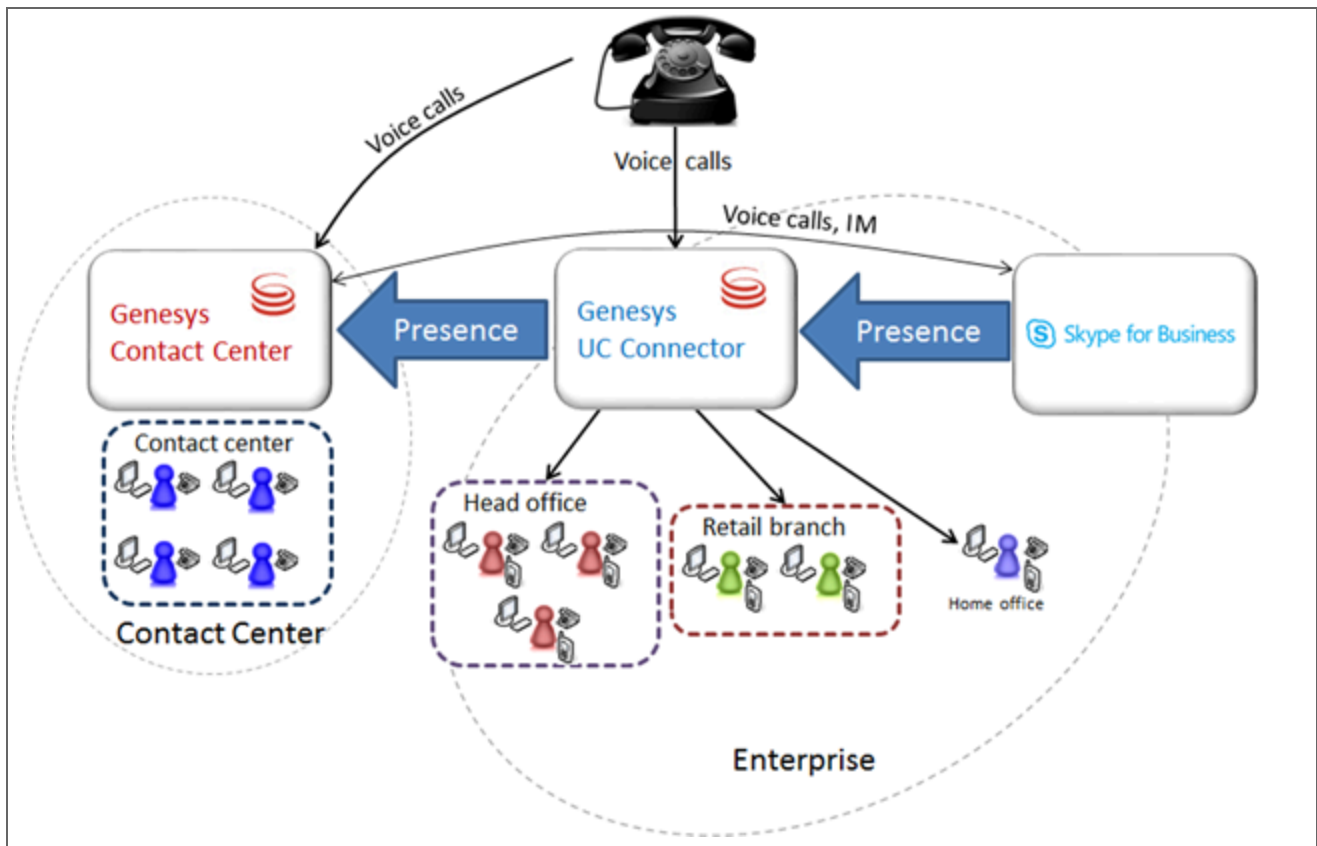 Voice calls
Voice calls
Voice calls, IM
Genesys
Contact Center
Presence
Genesys
UC Connector
Presence
S Skype for Business
Contact center
Head office
Retail branch
Home office
Contact Center
Enterprise